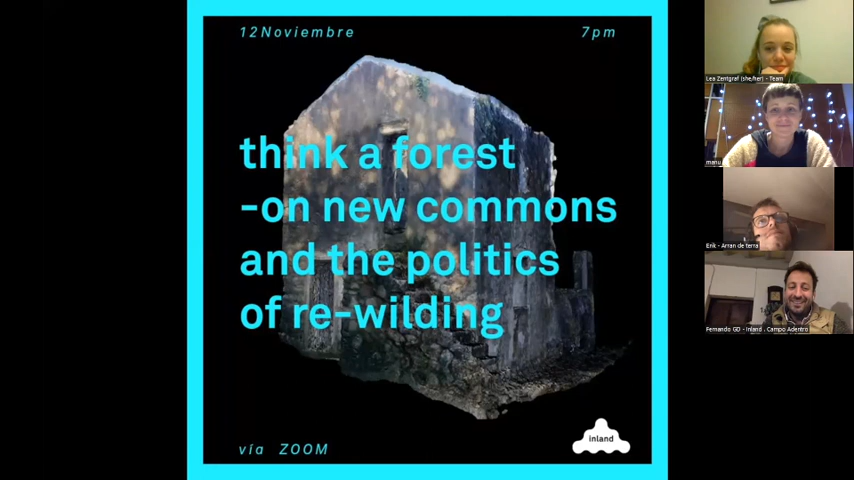 12Noviembre
7pm
think a forest
-on new commons
and the politics
of re-wilding
vía ZOOM
inland
Lea Zentgraf (she/her) - Team
manu
Erik - Arran de terra
Fernando GD - Inland . Campo Adentro